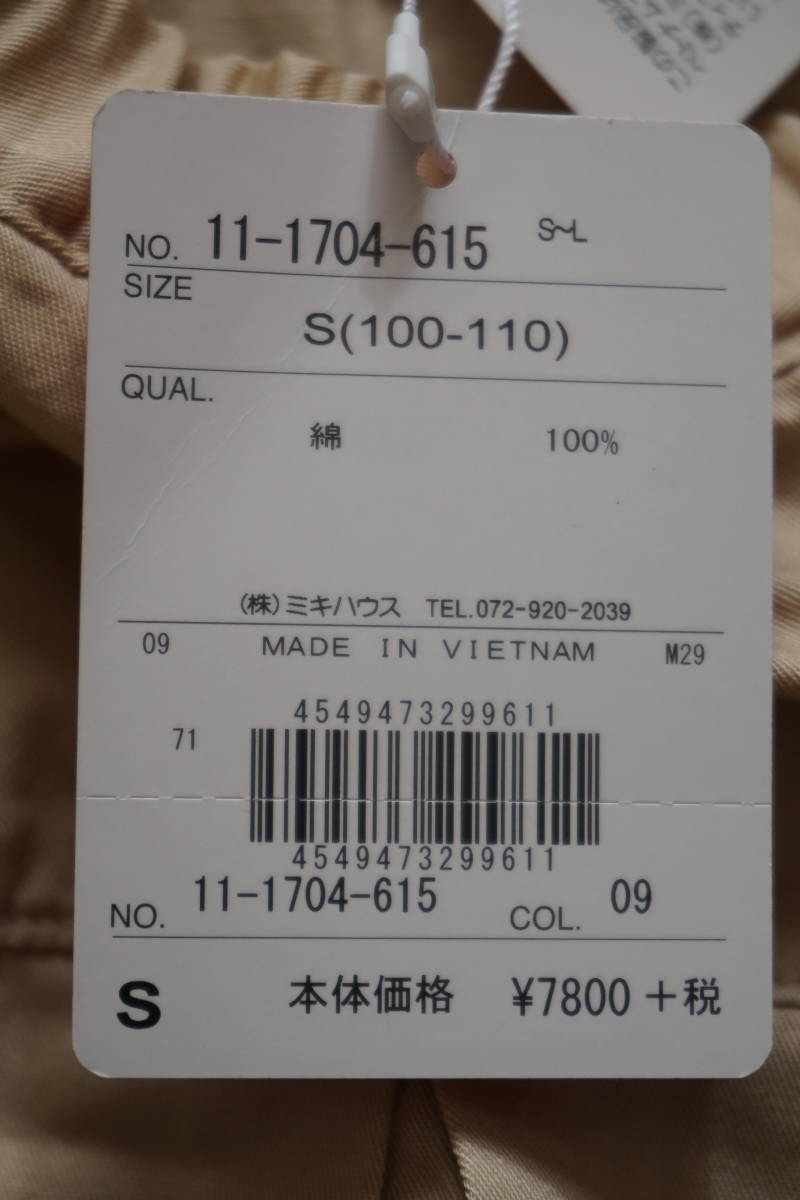 NO. 11-1704-615 S~L
SIZE
S(100-110)
QUAL.
綿 100%
(株)ミキハウス TEL.072-920-2039
09 MADE IN VIETNAM M29
4549473299611
71
4549473299611
NO. 11-1704-615 COL. 09
S 本体価格 ¥7800+税